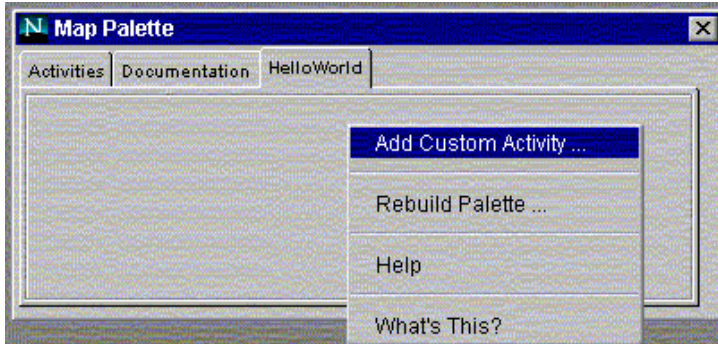 N Map Palette
Activities Documentation HelloWorld
Add Custom Activity ...
Rebuild Palette ...
Help
What's This?